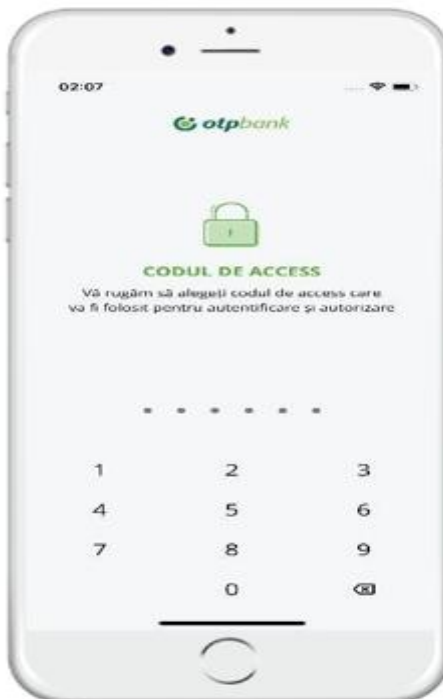 02:07
otpbank
CODUL DE ACCESS
Vă rugăm să alegeți codul de access care
va fi folosit pentru autentificare și autorizare
1 2 3
4 5 6
7 8 9
0